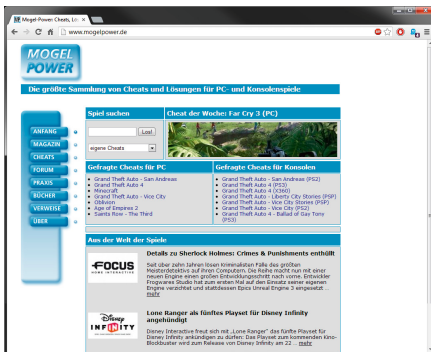 Mogel-Power: Cheats, Lö
www.mogelpower.de
MOGEL
POWER
Die größte Sammlung von Cheats und Lösungen für PC- und Konsolenspiele
ANFANG
MAGAZIN
CHEATS
FORUM
PRAXIS
BÜCHER
VERWEISE
ÜBER
Spiel suchen
Los!
eigene Cheats
Cheat der Woche: Far Cry 3 (PC)
Gefragte Cheats für PC
Grand Theft Auto - San Andreas
Grand Theft Auto 4
Minecraft
Grand Theft Auto - Vice City
Oblivion
Age of Empires 2
Saints Row - The Third
Gefragte Cheats für Konsolen
Grand Theft Auto - San Andreas (PS2)
Grand Theft Auto 4 (PS3)
Grand Theft Auto 4 (X360)
Grand Theft Auto - Liberty City Stories (PSP)
Grand Theft Auto - Vice City Stories (PSP)
Grand Theft Auto - Vice City (PS2)
Grand Theft Auto 4 - Ballad of Gay Tony
(PS3)
Aus der Welt der Spiele
FOCUS
HOME INTERACTIVE
Details zu Sherlock Holmes: Crimes & Punishments enthüllt
Seit über zehn Jahren lösen Kriminalisten Fälle des größten
Meisterdetektivs auf ihren Computern. Die Reihe macht nun mit einer
neuen Engine einen großen Entwicklungsschritt nach vorne. Entwickler
Frogwares Studio hat zum ersten Mal auf den Einsatz seiner eigenen
Engine verzichtet und stattdessen Epics Unreal Engine 3 eingesetzt ...
mehr
Disney
INFINITY
Lone Ranger als fünftes Playset für Disney Infinity
angekündigt
Disney Interactive freut sich mit „Lone Ranger“ das fünfte Playset für
Disney Infinity ankündigen zu dürfen: Das Playset zum kommenden Kino-
Blockbuster wird zum Release von Disney Infinity am 22 ... mehr